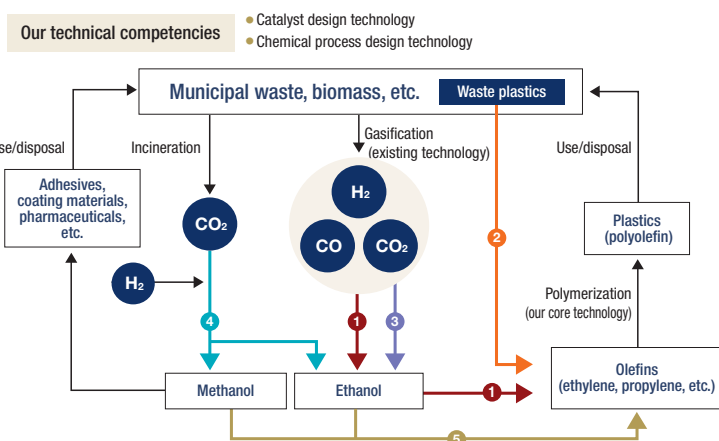 Our technical competencies
Catalyst design technology
Chemical process design technology
Municipal waste, biomass, etc.
Waste plastics
se/disposal
Incineration
Gasification
(existing technology)
Use/disposal
Adhesives,
coating materials,
pharmaceuticals,
etc.
CO₂
H₂
H₂
CO
CO₂
2
Plastics
(polyolefin)
Polymerization
(our core technology)
4
1
3
Methanol
Ethanol
1
Olefins
(ethylene, propylene, etc.)
5